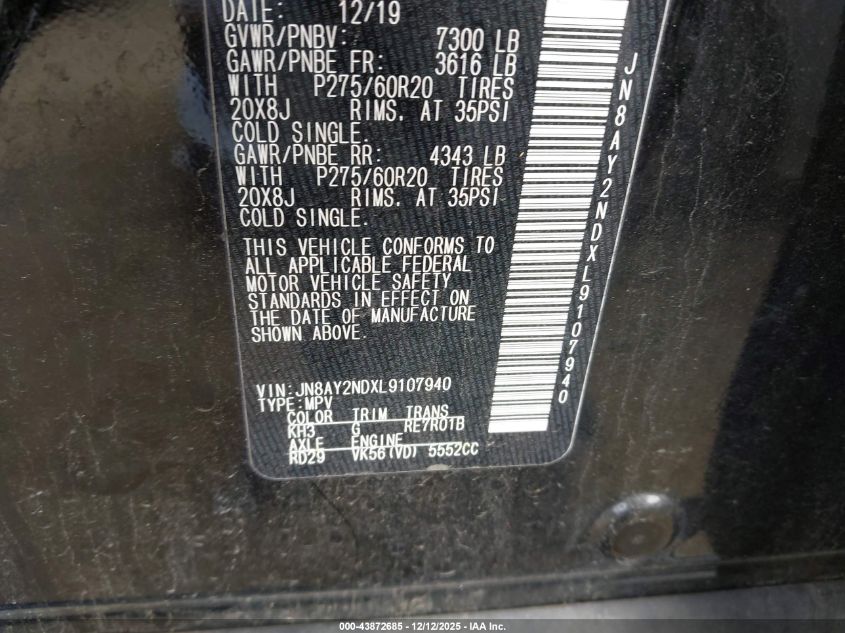 DATE: 12/19
GVWR/PNBV: 7300 LB
GAWR/PNBE FR: 3616 LB
WITH P275/60R20 TIRES
20X8J RIMS. AT 35PSI
COLD SINGLE.
GAWR/PNBE RR: 4343 LB
WITH P275/60R20 TIRES
20X8J RIMS. AT 35PSI
COLD SINGLE.
THIS VEHICLE CONFORMS TO
ALL APPLICABLE FEDERAL
MOTOR VEHICLE SAFETY
STANDARDS IN EFFECT ON
THE DATE OF MANUFACTURE
SHOWN ABOVE.
VIN:JN8AY2NDXL9107940
TYPE:MPV
COLOR TRIM TRANS
KH3 G RE7R01B
AXLE ENGINE
RD29 VK56(VD) 5552CC
JN8AY2NDXL9107940
000-43872685 - 12/12/2025 - IAA Inc.